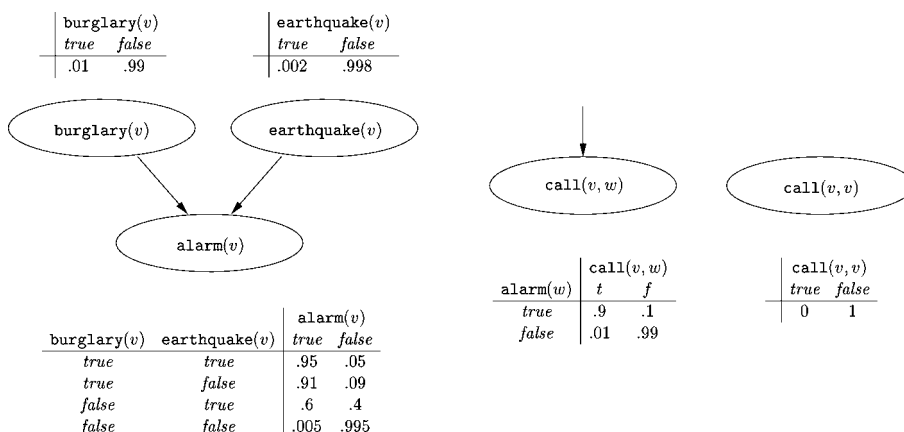 burglary(v) earthquake(v)
true false true false
.01 .99 .002 .998
burglary(v) earthquake(v)
call(v, w) call(v, v)
alarm(v)
call(v, w) call(v, v)
alarm(w) t f true false
true .9 .1 0 1
false .01 .99
alarm(v)
burglary(v) earthquake(v) true false
true true .95 .05
true false .91 .09
false true .6 .4
false false .005 .995